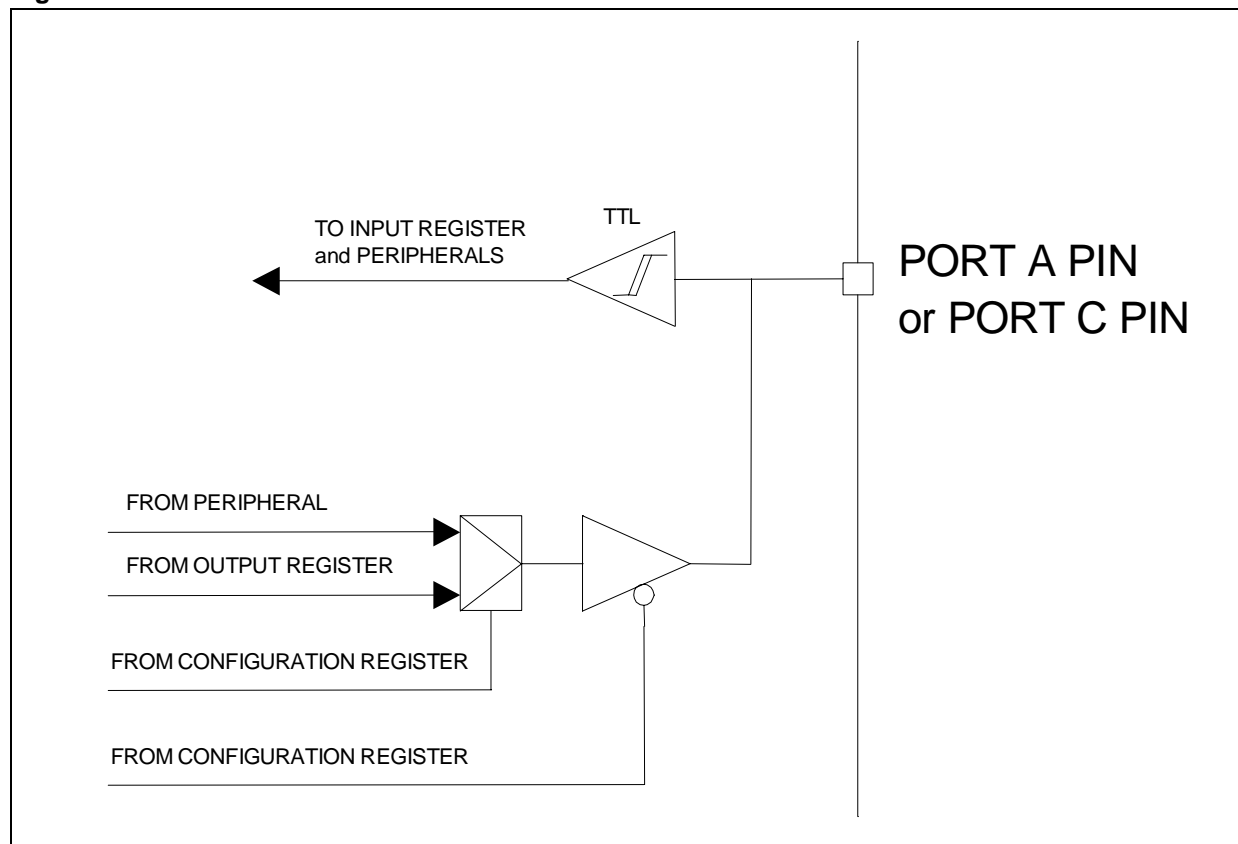 TTL
TO INPUT REGISTER
and PERIPHERALS
PORT A PIN
or PORT C PIN
FROM PERIPHERAL
FROM OUTPUT REGISTER
FROM CONFIGURATION REGISTER
FROM CONFIGURATION REGISTER